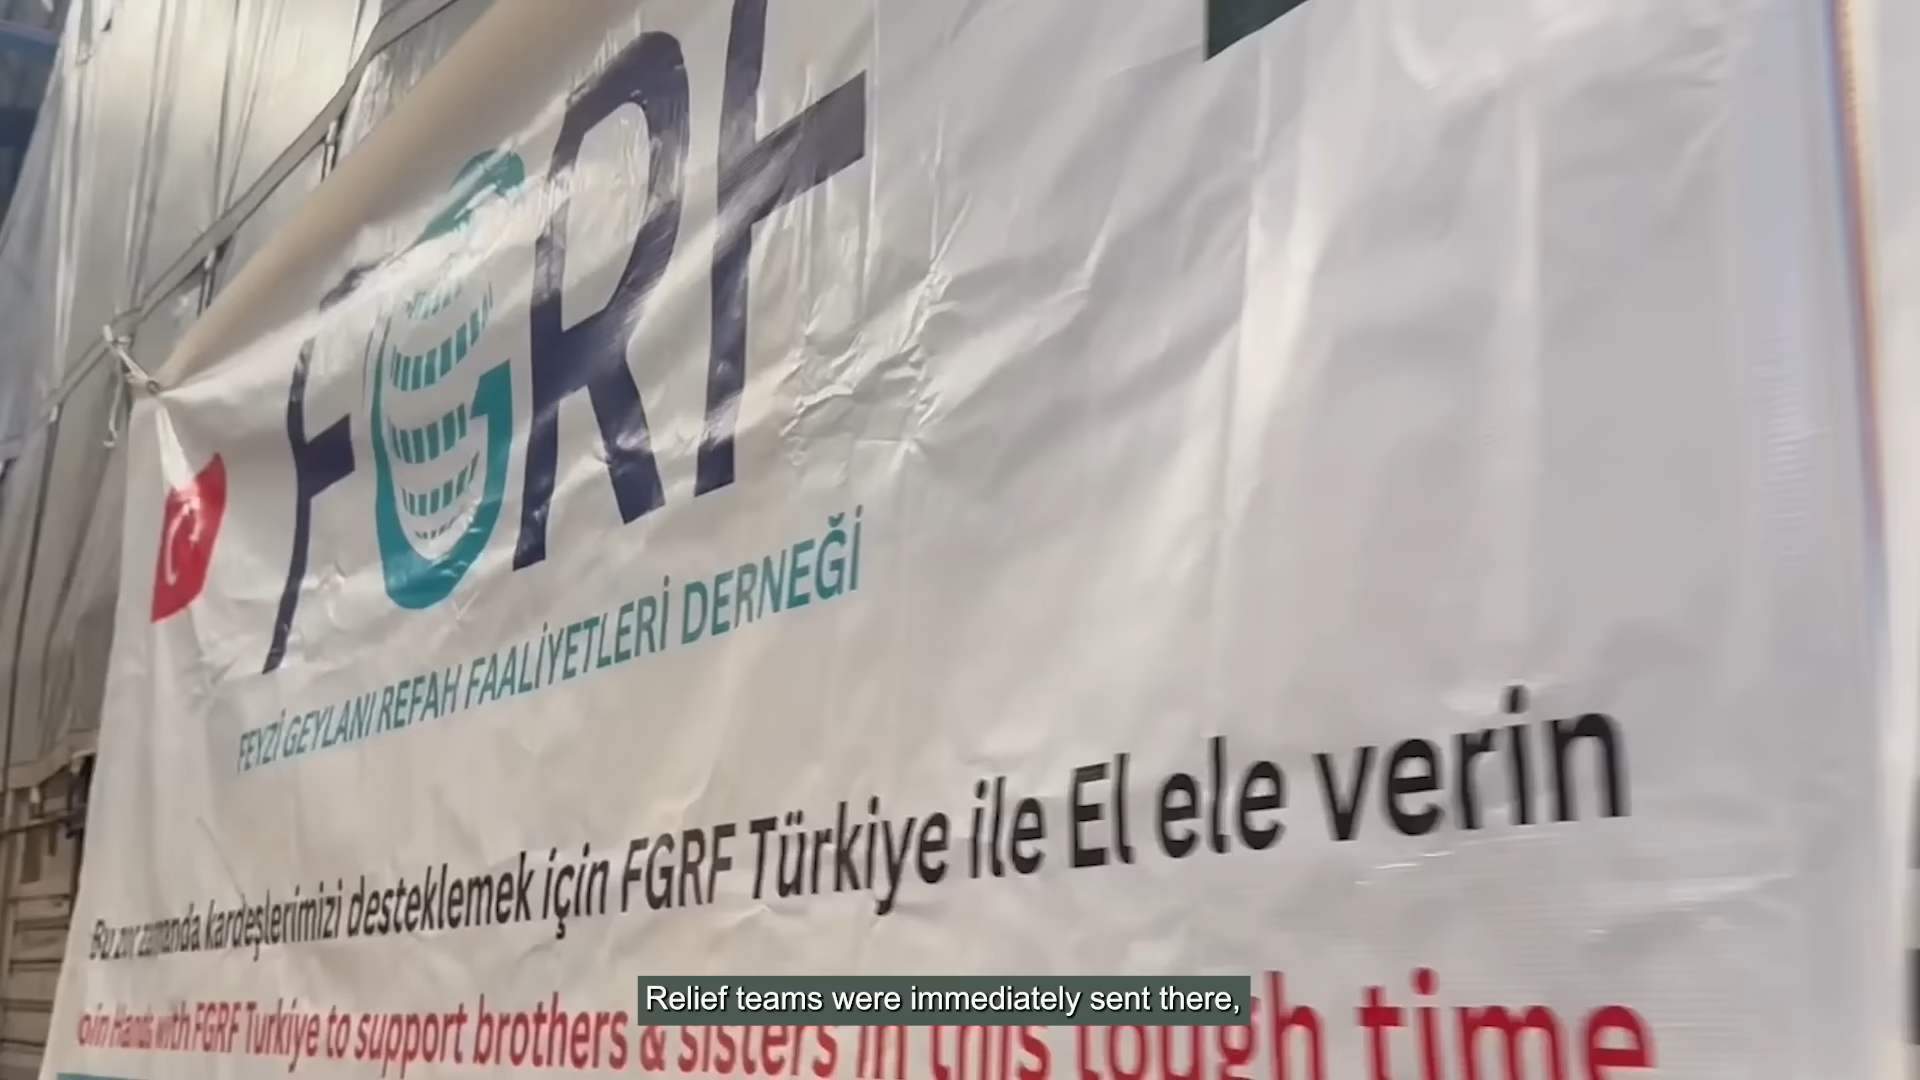 FGRF
FEYZİ GEYLANI REFAH FAALİYETLERİ DERNEĞİ
Bu zor zamanda kardeşlerimizi desteklemek için FGRF Türkiye ile El ele verin
Join Hands with FGRF Turkiye to support brothers & sisters in this tough time
Relief teams were immediately sent there,